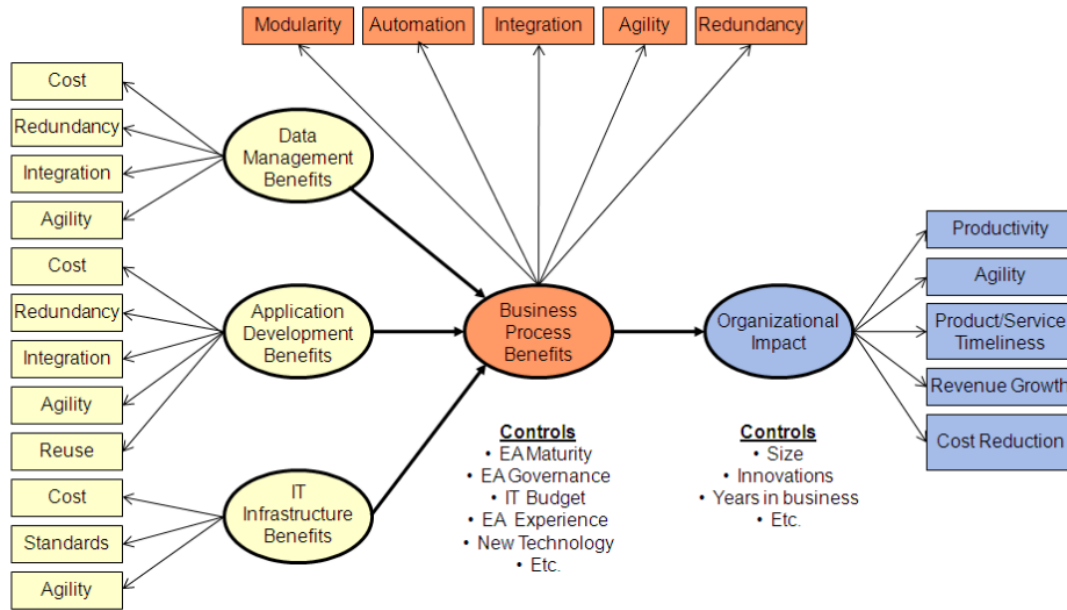 Modularity
Automation
Integration
Agility
Redundancy
Cost
Redundancy
Integration
Agility
Data
Management
Benefits
Cost
Redundancy
Integration
Agility
Reuse
Application
Development
Benefits
Cost
Standards
Agility
IT
Infrastructure
Benefits
Business
Process
Benefits
Controls
• EA Maturity
• EA Governance
• IT Budget
• EA Experience
• New Technology
• Etc.
Organizational
Impact
Controls
• Size
• Innovations
• Years in business
• Etc.
Productivity
Agility
Product/Service
Timeliness
Revenue Growth
Cost Reduction